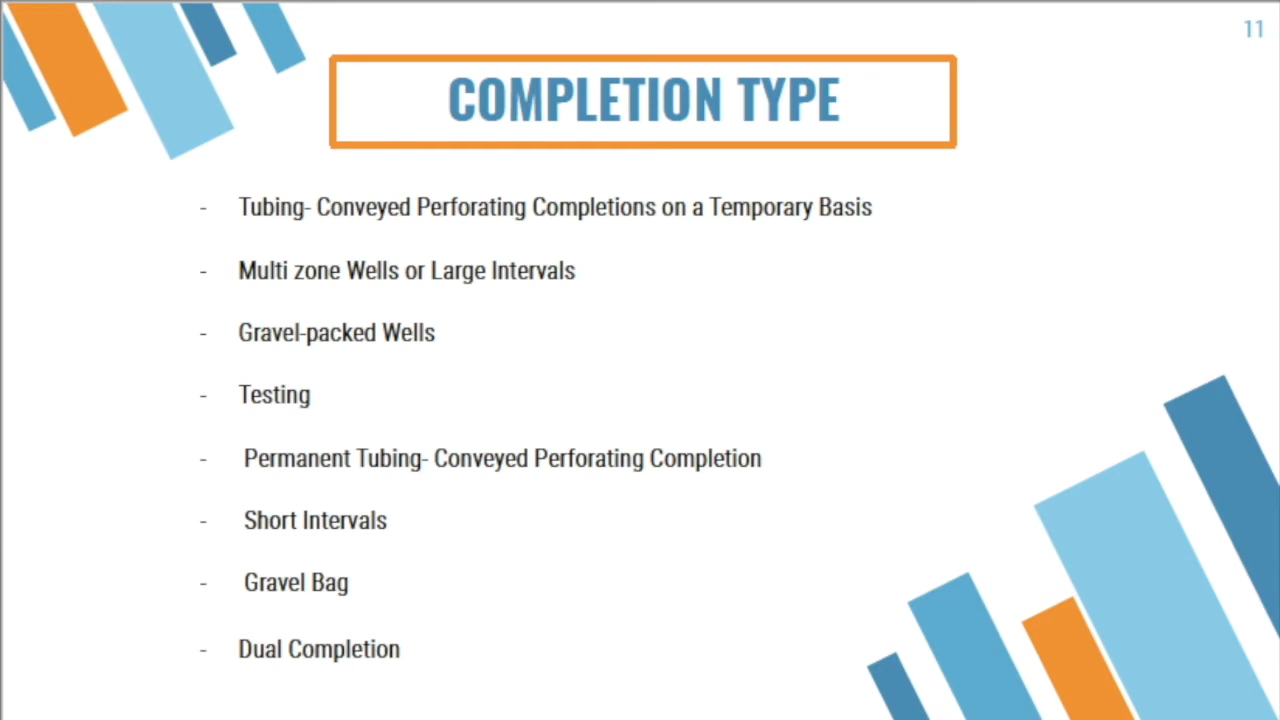 11
COMPLETION TYPE
- Tubing- Conveyed Perforating Completions on a Temporary Basis
- Multi zone Wells or Large Intervals
- Gravel-packed Wells
- Testing
- Permanent Tubing- Conveyed Perforating Completion
- Short Intervals
- Gravel Bag
- Dual Completion